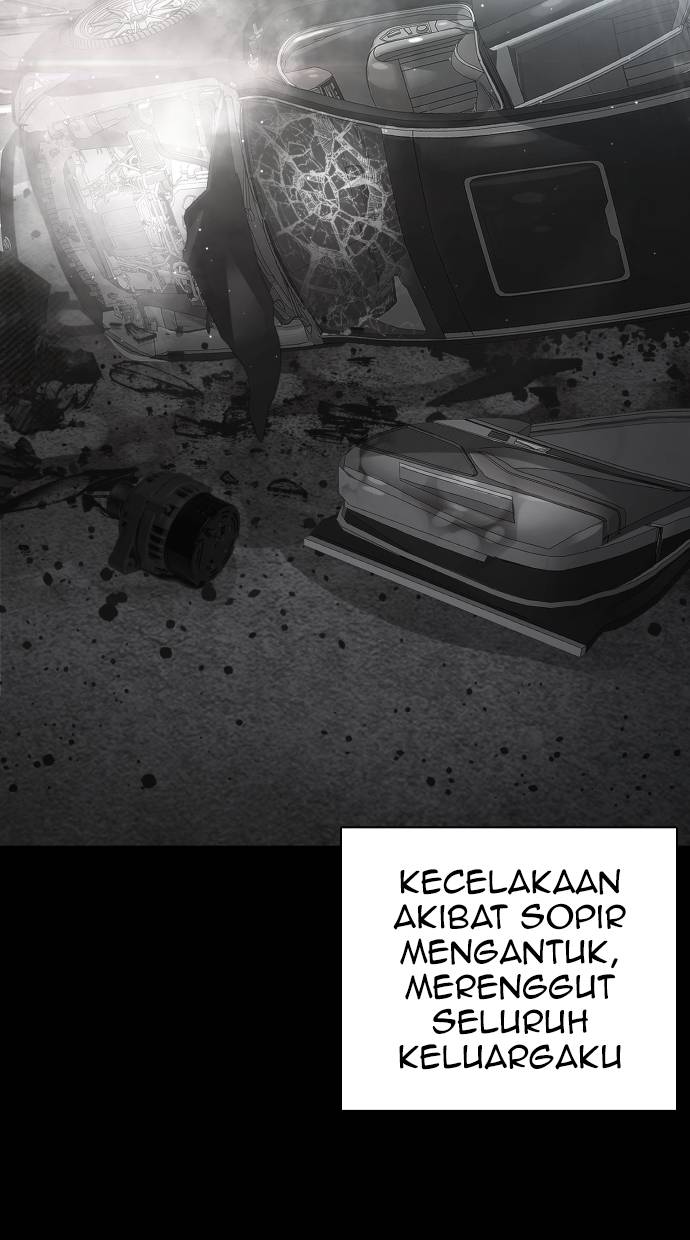 KECELAKAAN
AKIBAT SOPIR
MENGANTUK,
MERENGGUT
SELURUH
KELUARGAKU